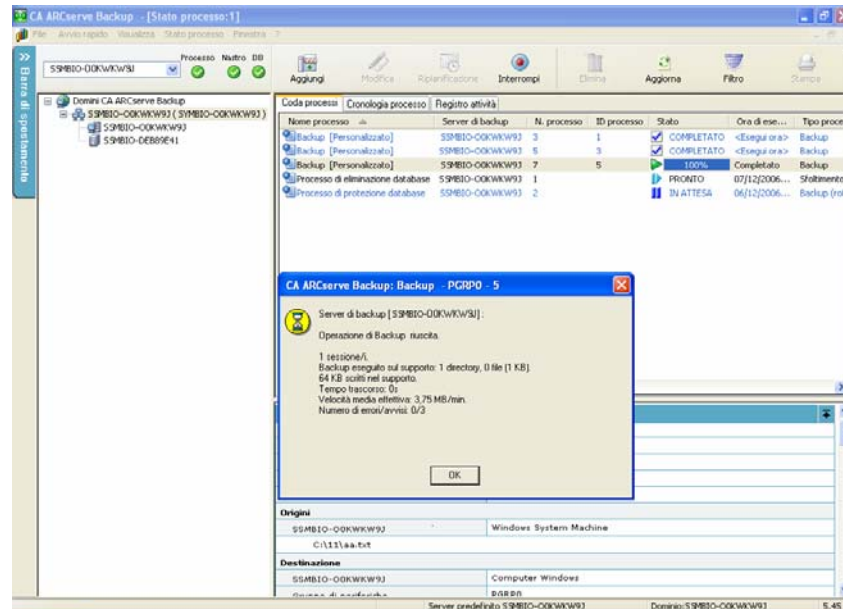 CA ARCserve Backup - [Stato processo:1]
File Avvio rapido Visualizza Stato processo Finestra ?
Processo Nastro DB
SSMBIO-O0KWKW9J
Aggiungi Modifica Ripianificazione Interrompi Elimina Aggiorna Filtro Stampa
Barra di spostamento
Domini CA ARCserve Backup
SSMBIO-O0KWKW9J ( SYMBIO-O0KWKW9J )
SSMBIO-O0KWKW9J
SSMBIO-DEB89E41
Coda processi Cronologia processo Registro attività
Nome processo Server di backup N. processo ID processo Stato Ora di ese... Tipo proce
Backup [Personalizzato] SSMBIO-O0KWKW9J 3 1 COMPLETATO <Esegui ora> Backup
Backup [Personalizzato] SSMBIO-O0KWKW9J 5 3 COMPLETATO <Esegui ora> Backup
Backup [Personalizzato] SSMBIO-O0KWKW9J 7 5 100% Completato Backup
Processo di eliminazione database SSMBIO-O0KWKW9J 1 PRONTO 07/12/2006... Sfoltimento
Processo di protezione database SSMBIO-O0KWKW9J 2 IN ATTESA 06/12/2006... Backup (rot
CA ARCserve Backup: Backup - PGRP0 - 5
Server di backup [SSMBIO-O0KWKW9J] :
Operazione di Backup riuscita.
1 sessione/i.
Backup eseguito sul supporto: 1 directory, 0 file (1 KB)
64 KB scritti nel supporto.
Tempo trascorso: 0s
Velocità media effettiva: 3,75 MB/min.
Numero di errori/avvisi: 0/3
OK
Origini
SSMBIO-O0KWKW9J Windows System Machine
C:\11\aa.txt
Destinazione
SSMBIO-O0KWKW9J Computer Windows
Gruppo di periferiche PGRP0
Server predefinito SSMBIO-O0KWKW9J Dominio:SSMBIO-O0KWKW9J 5.45